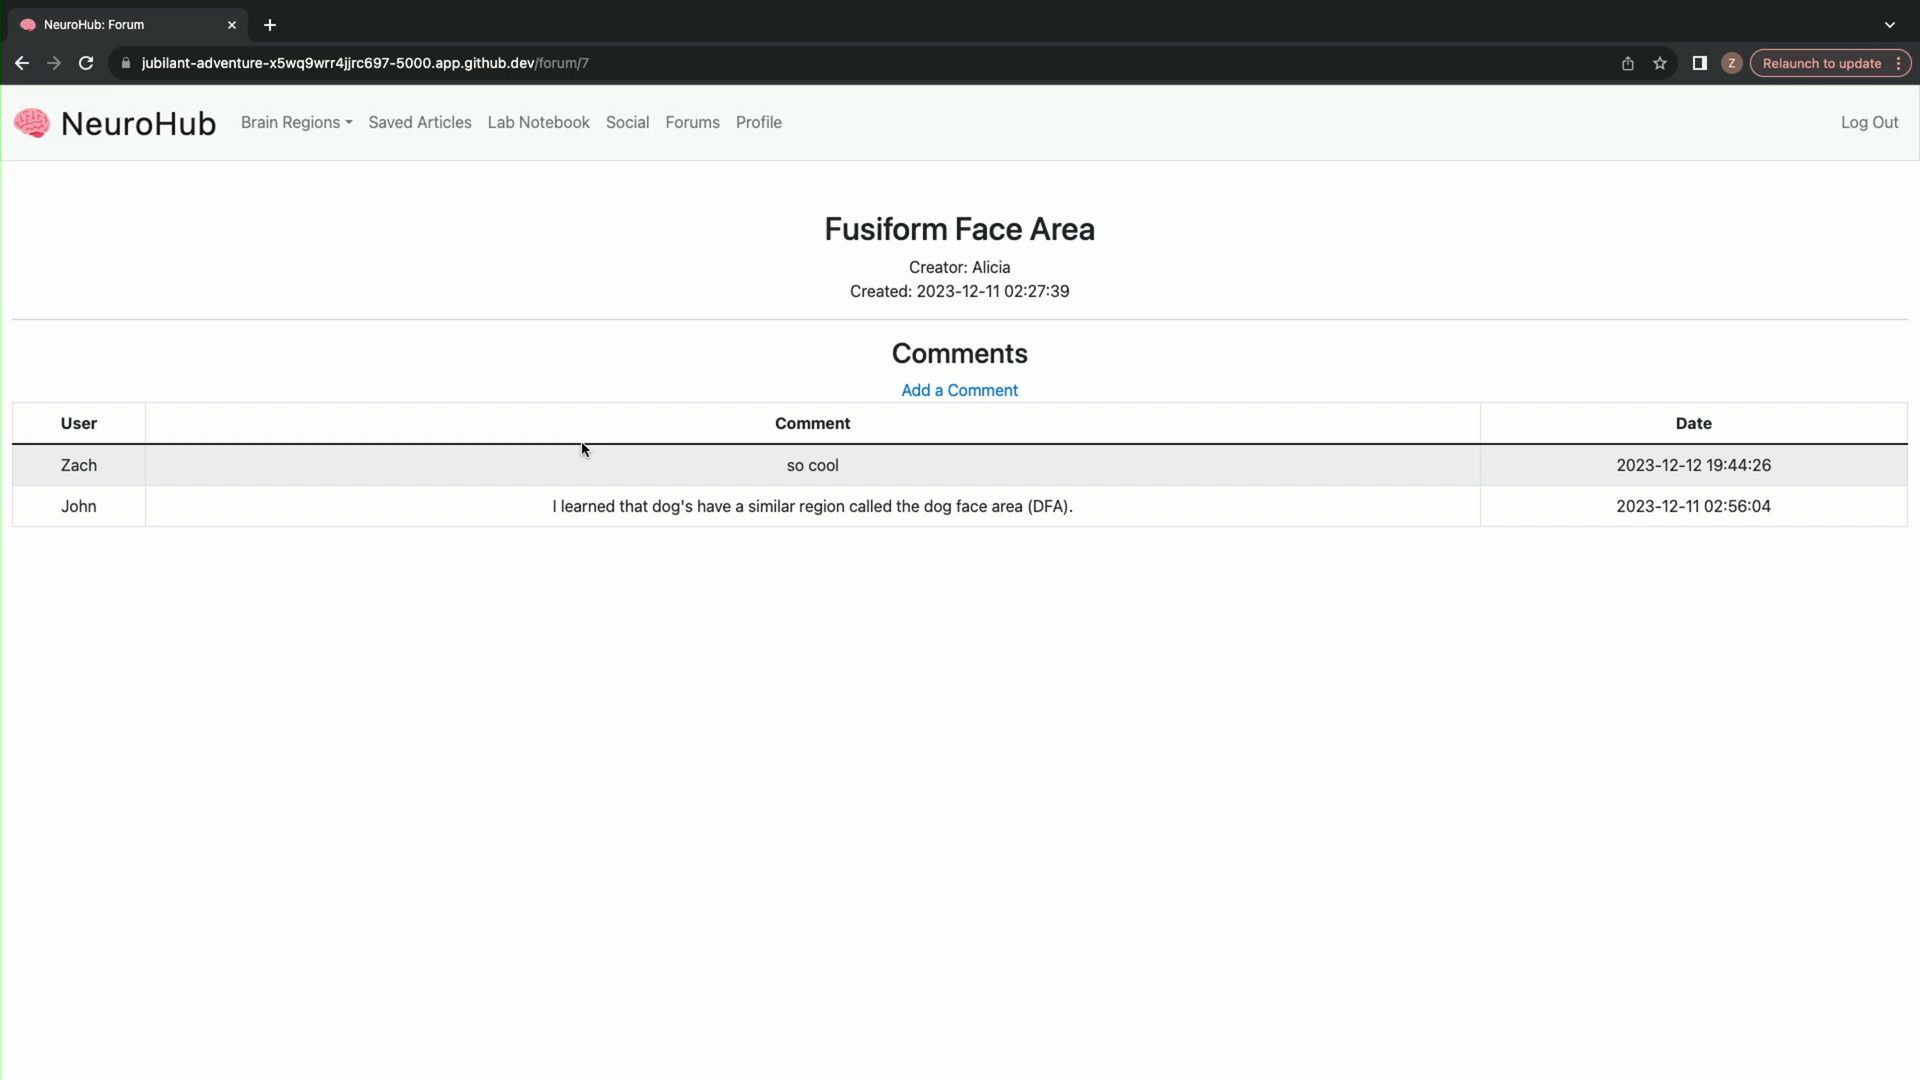 NeuroHub: Forum
jubilant-adventure-x5wq9wrr4jjrc697-5000.app.github.dev/forum/7
Z
Relaunch to update
NeuroHub Brain Regions Saved Articles Lab Notebook Social Forums Profile Log Out
Fusiform Face Area
Creator: Alicia
Created: 2023-12-11 02:27:39
Comments
Add a Comment
User Comment Date
Zach so cool 2023-12-12 19:44:26
John I learned that dog's have a similar region called the dog face area (DFA). 2023-12-11 02:56:04